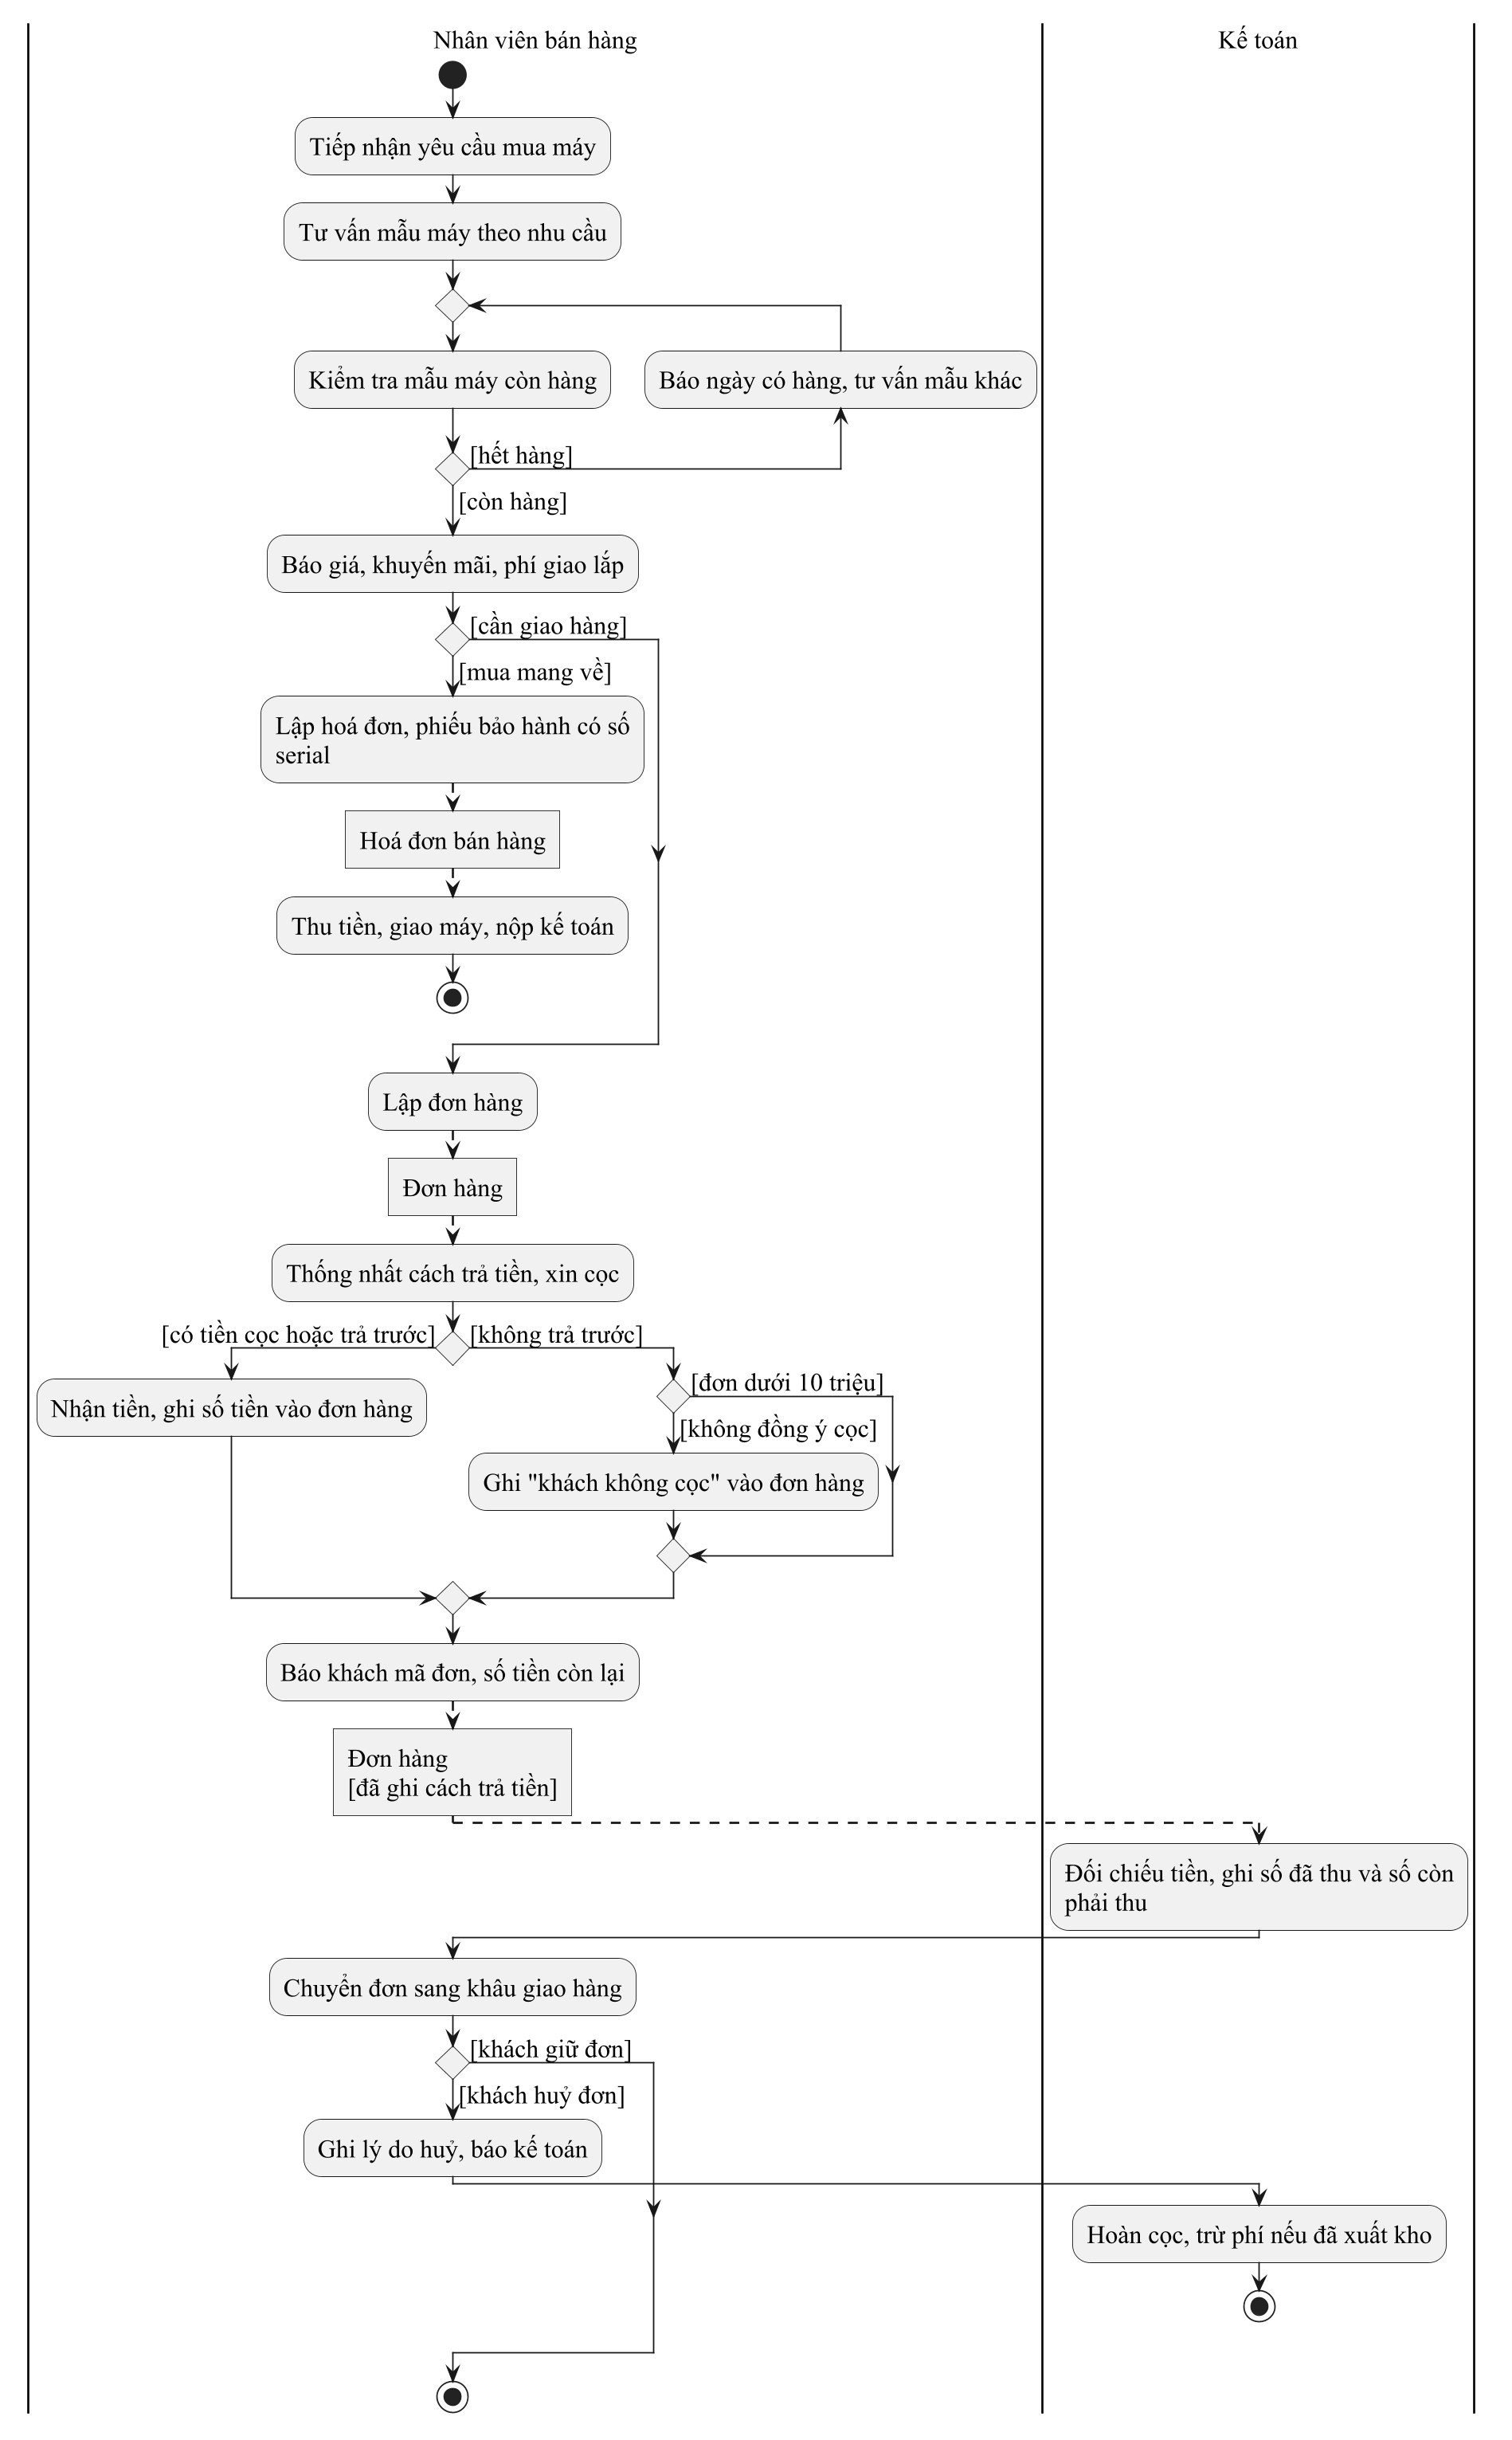 Nhân viên bán hàng
Kế toán
Tiếp nhận yêu cầu mua máy
Tư vấn mẫu máy theo nhu cầu
Kiểm tra mẫu máy còn hàng
Báo ngày có hàng, tư vấn mẫu khác
[hết hàng]
[còn hàng]
Báo giá, khuyến mãi, phí giao lắp
[cần giao hàng]
[mua mang về]
Lập hoá đơn, phiếu bảo hành có số
serial
Hoá đơn bán hàng
Thu tiền, giao máy, nộp kế toán
Lập đơn hàng
Đơn hàng
Thống nhất cách trả tiền, xin cọc
[có tiền cọc hoặc trả trước]
[không trả trước]
Nhận tiền, ghi số tiền vào đơn hàng
[đơn dưới 10 triệu]
[không đồng ý cọc]
Ghi "khách không cọc" vào đơn hàng
Báo khách mã đơn, số tiền còn lại
Đơn hàng
[đã ghi cách trả tiền]
Đối chiếu tiền, ghi số đã thu và số còn
phải thu
Chuyển đơn sang khâu giao hàng
[khách giữ đơn]
[khách huỷ đơn]
Ghi lý do huỷ, báo kế toán
Hoàn cọc, trừ phí nếu đã xuất kho